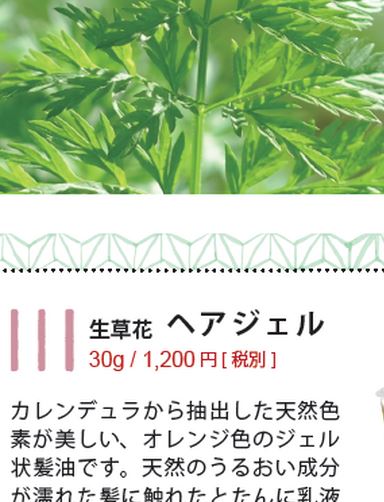 生草花 ヘアジェル
30g / 1,200 円 [ 税別 ]
カレンデュラから抽出した天然色
素が美しい、オレンジ色のジェル
状髪油です。天然のうるおい成分
が濡れた髪に触れたとたんに乳液